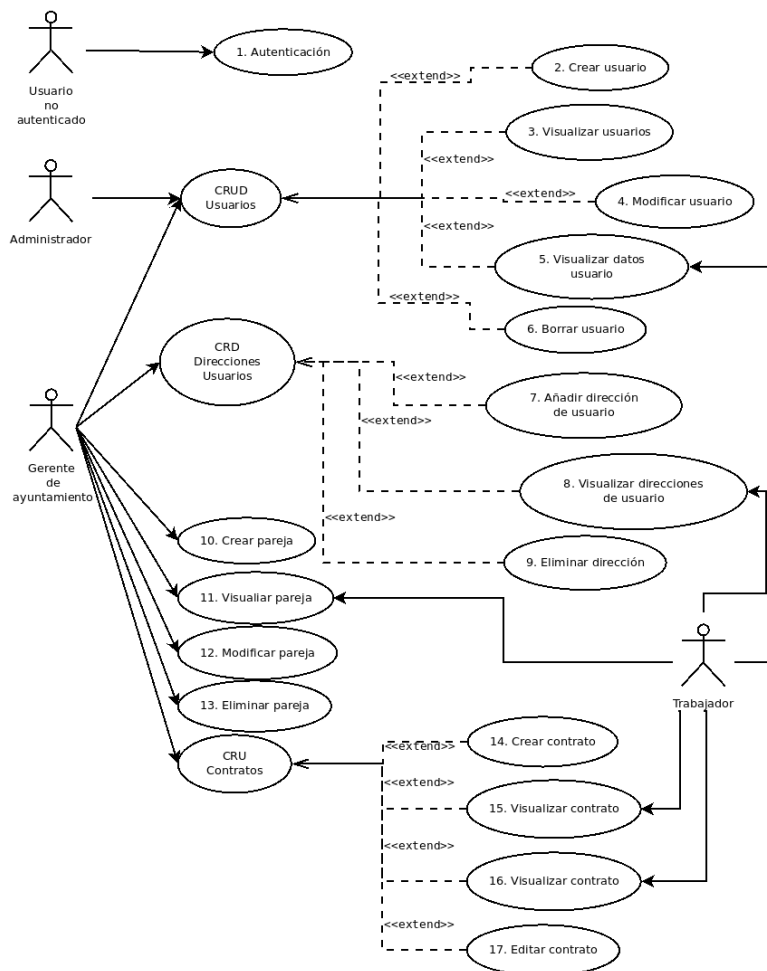 1. Autenticación
Usuario
no
autenticado
<<extend>>
2. Crear usuario
3. Visualizar usuarios
<<extend>>
Administrador
CRUD
Usuarios
<<extend>>
4. Modificar usuario
<<extend>>
5. Visualizar datos
usuario
<<extend>>
6. Borrar usuario
CRD
Direcciones
Usuarios
<<extend>>
7. Añadir dirección
de usuario
<<extend>>
Gerente
de
ayuntamiento
8. Visualizar direcciones
de usuario
<<extend>>
9. Eliminar dirección
10. Crear pareja
11. Visualiar pareja
12. Modificar pareja
13. Eliminar pareja
Trabajador
CRU
Contratos
<<extend>>
14. Crear contrato
<<extend>>
15. Visualizar contrato
<<extend>>
16. Visualizar contrato
<<extend>>
17. Editar contrato